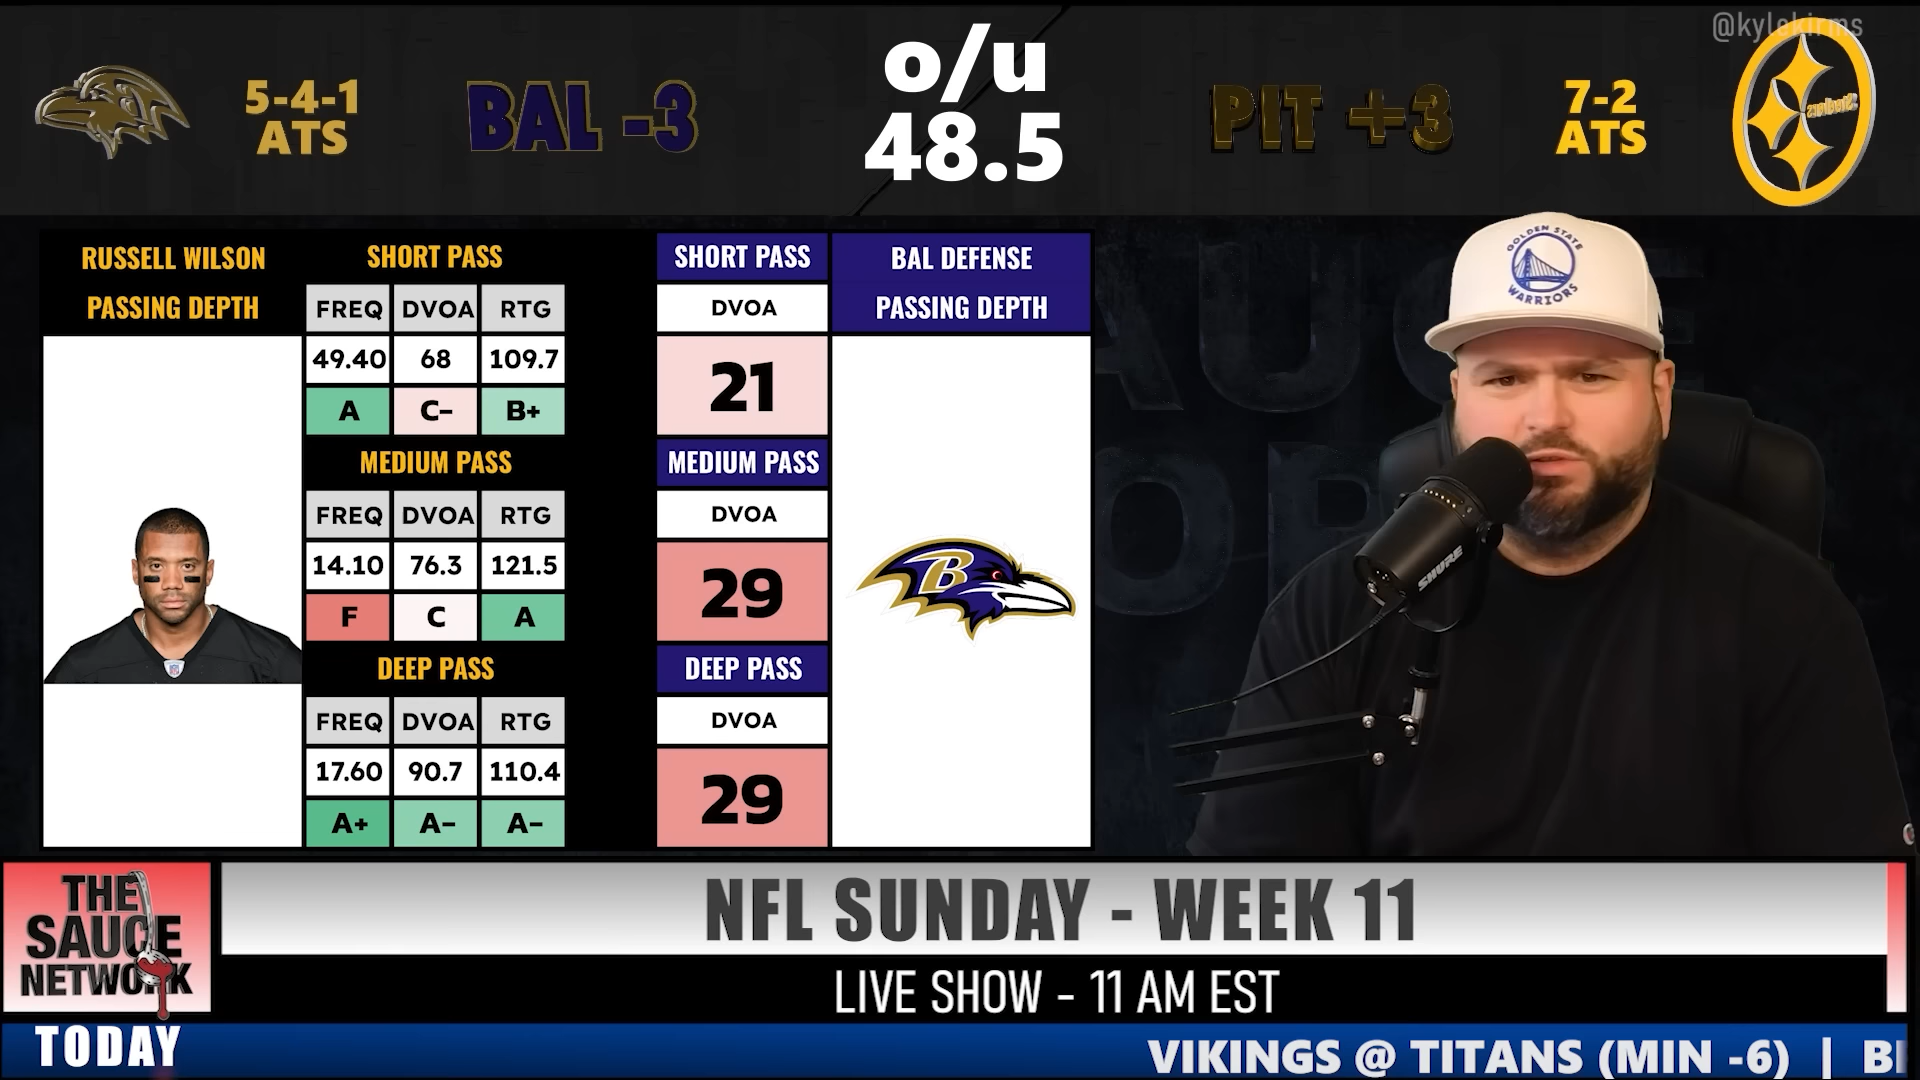 @kylekirms
5-4-1
ATS
BAL -3
o/u
48.5
PIT +3
7-2
ATS
Steelers
RUSSELL WILSON
PASSING DEPTH
SHORT PASS
FREQ DVOA RTG
49.40 68 109.7
A C- B+
MEDIUM PASS
FREQ DVOA RTG
14.10 76.3 121.5
F C A
DEEP PASS
FREQ DVOA RTG
17.60 90.7 110.4
A+ A- A-
SHORT PASS
DVOA
21
MEDIUM PASS
DVOA
29
DEEP PASS
DVOA
29
BAL DEFENSE
PASSING DEPTH
B
GOLDEN STATE
WARRIORS
SHURE
THE
SAUCE
NETWORK
NFL SUNDAY - WEEK 11
LIVE SHOW - 11 AM EST
TODAY
VIKINGS @ TITANS (MIN -6) |